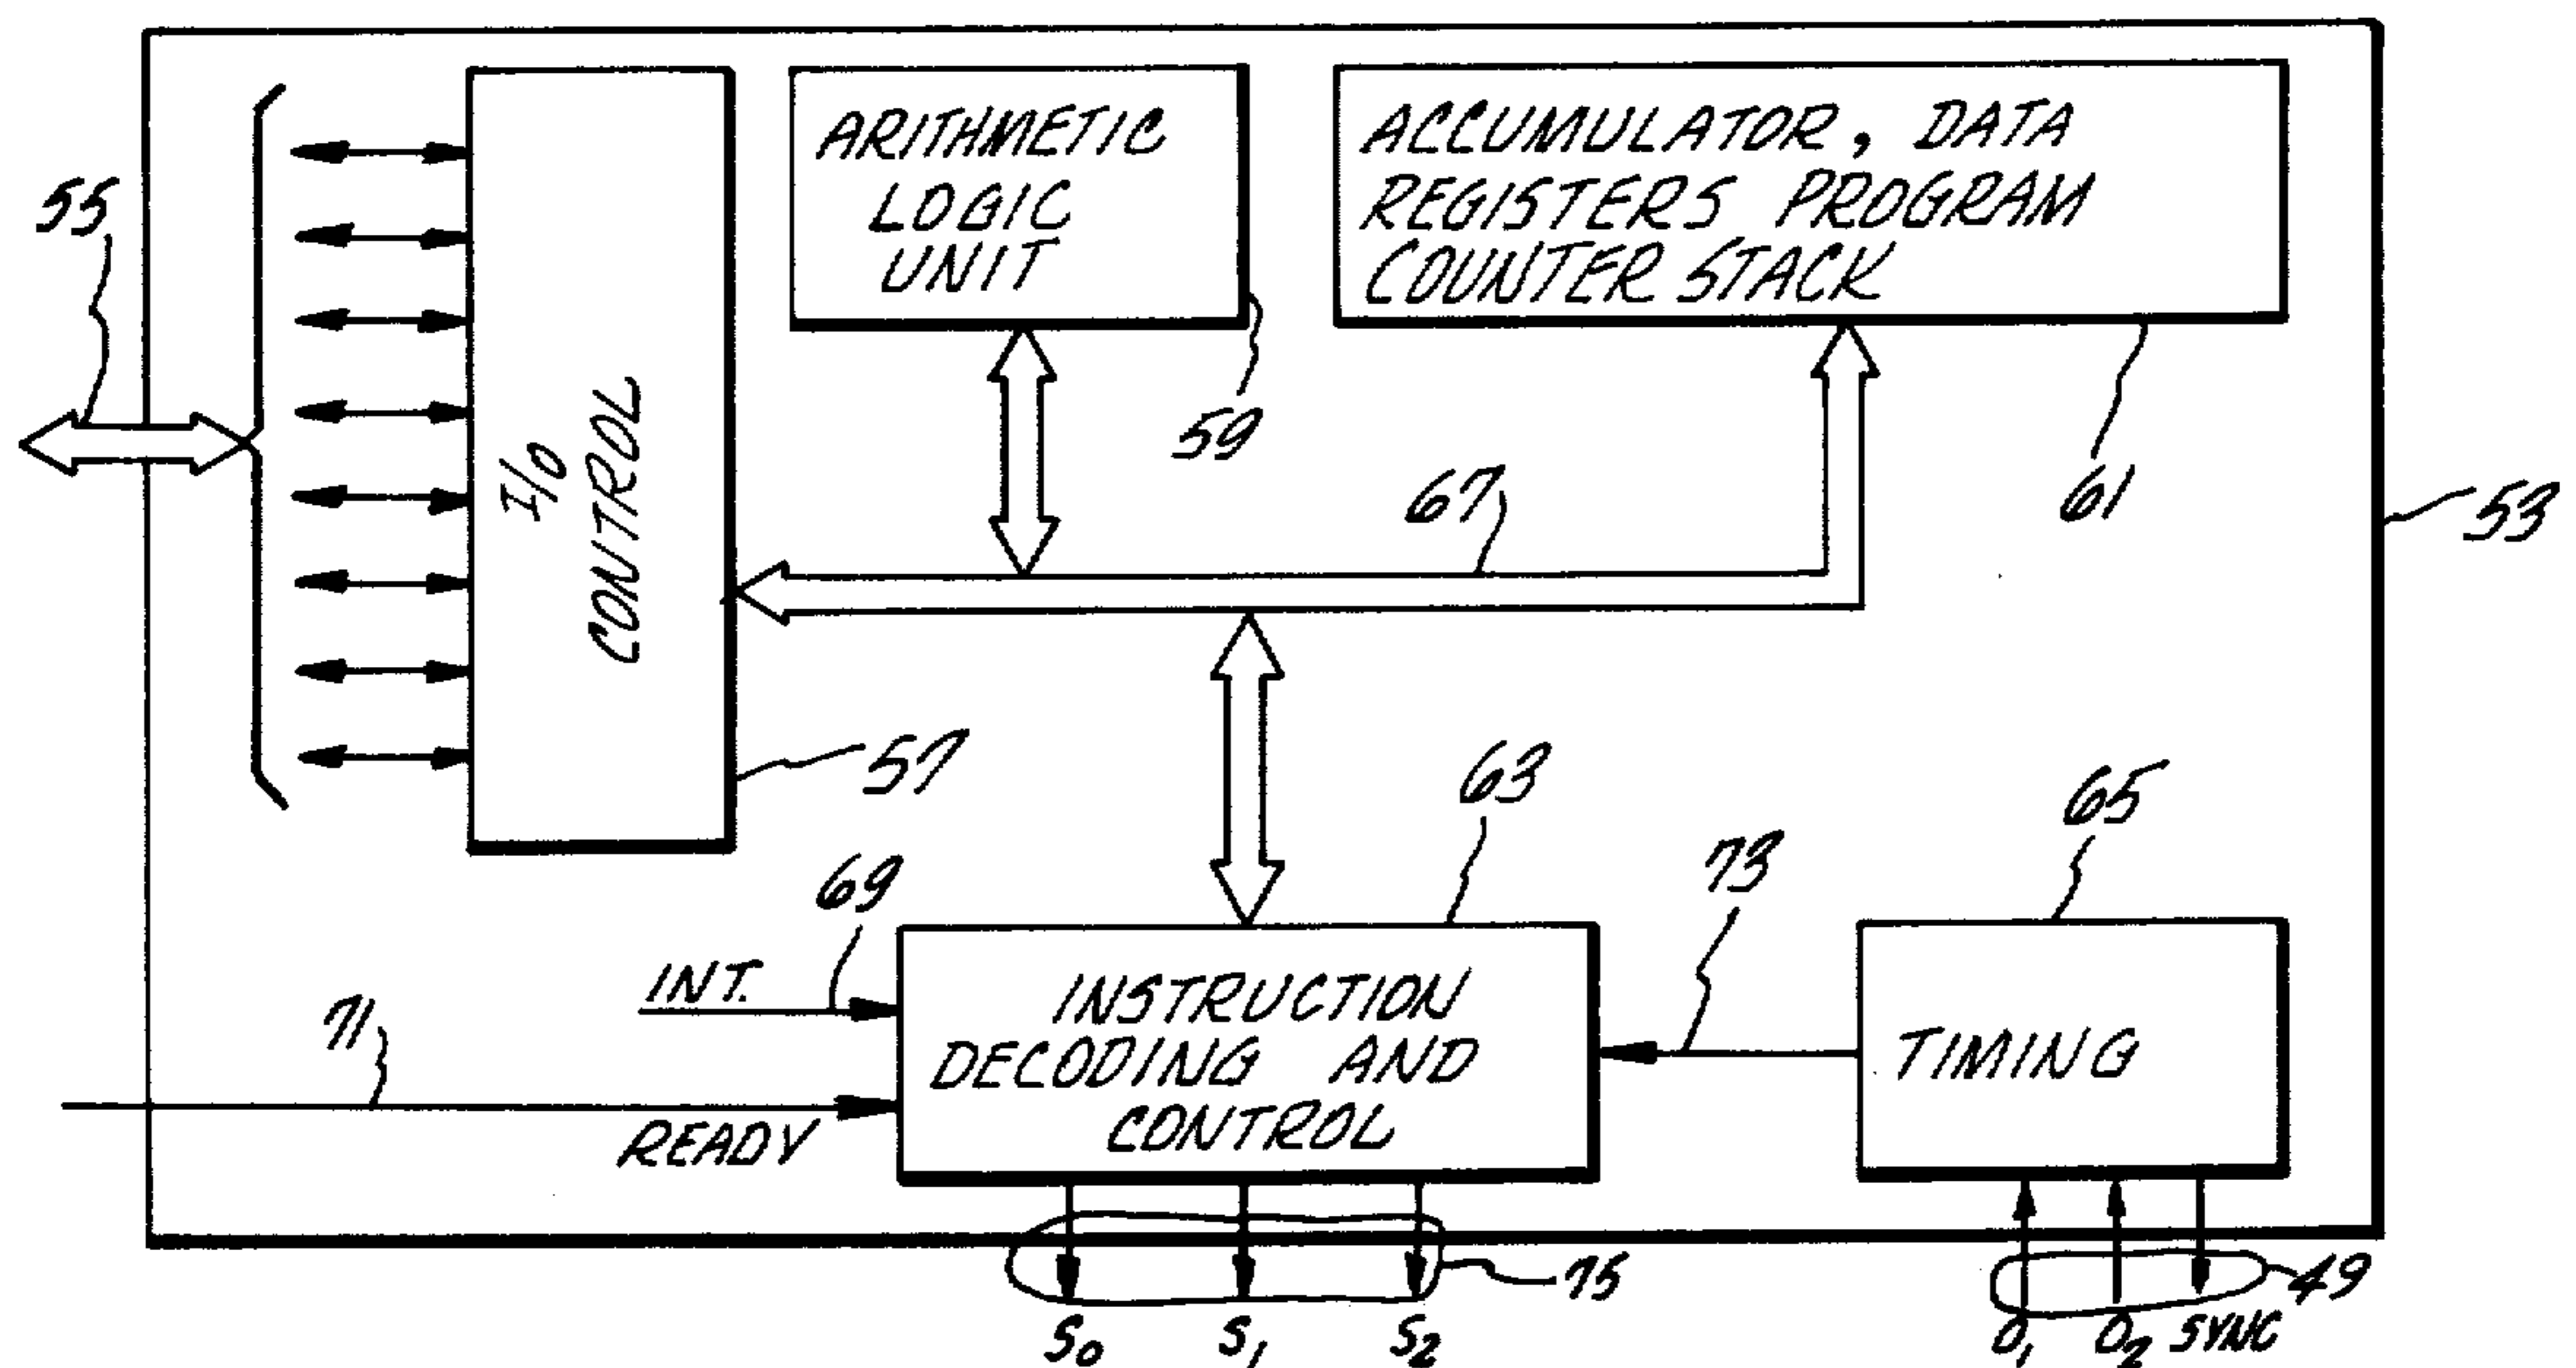 55
I/O
CONTROL
57
ARITHMETIC
LOGIC
UNIT
59
ACCUMULATOR, DATA
REGISTERS PROGRAM
COUNTER STACK
61
53
67
63
65
69
INT.
71
READY
INSTRUCTION
DECODING AND
CONTROL
73
TIMING
75
S0 S1 S2
49
O1 O2 SYNC